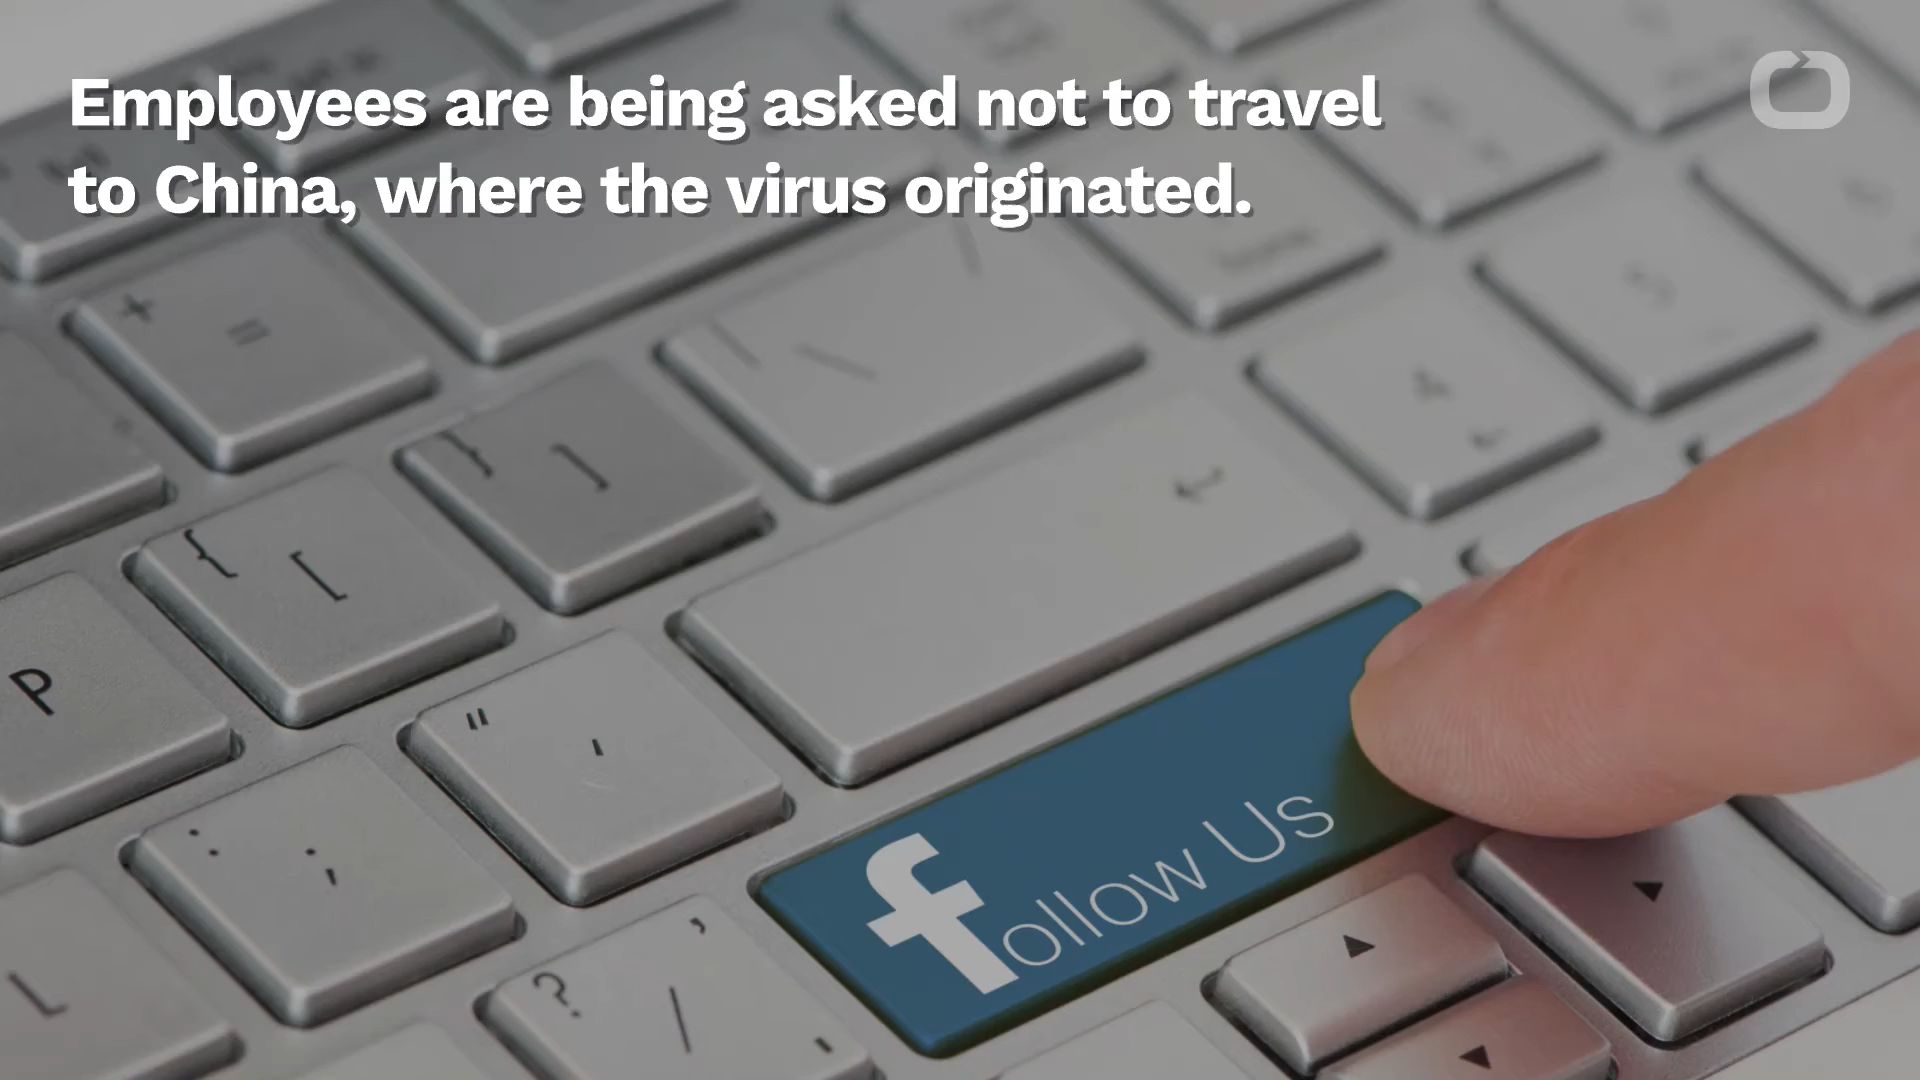 Employees are being asked not to travel
to China, where the virus originated.
+
=
}
]
{
[
P
"
'
:
;
L
?
/
follow Us